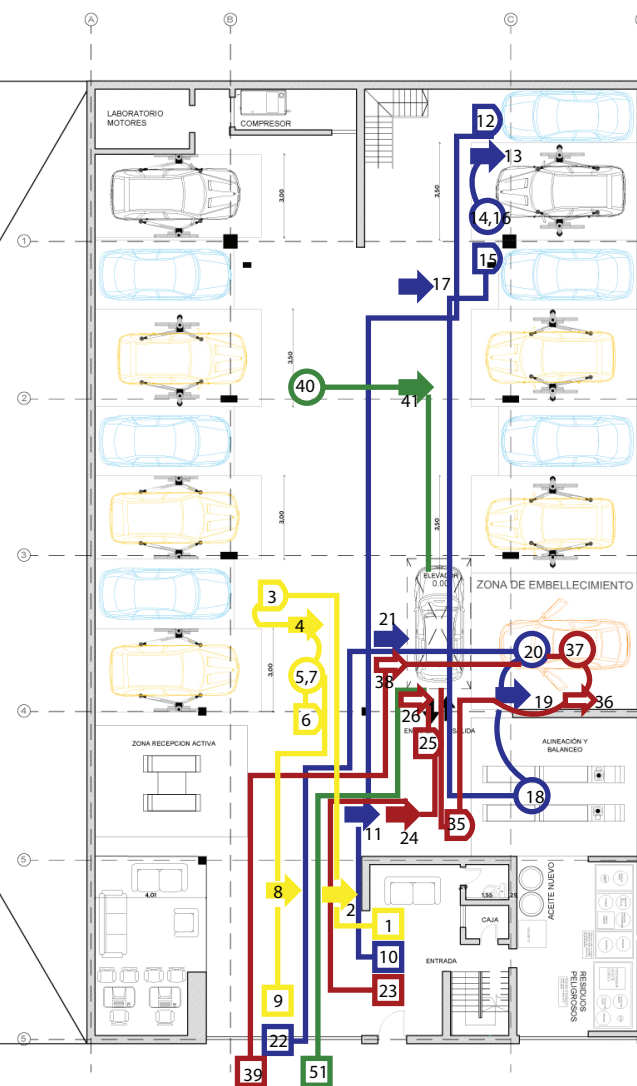 A
B
C
LABORATORIO
MOTORES
COMPRESOR
12
13
3,00
3,50
14,16
1
15
17
3,50
40
41
2
3,00
3,50
3
ELEVADOR
0.00
ZONA DE EMBELLECIMIENTO
3
4
21
20
37
5,7
3,00
38
6
26
19
36
4
25
SALIDA
ZONA RECEPCION ACTIVA
ALINEACIÓN Y
BALANCEO
18
11
24
35
5
8
2
4,01
1,55
ACEITE NUEVO
CAJA
1
10
ENTRADA
23
9
RESIDUOS
PELIGROSOS
22
5
39
51